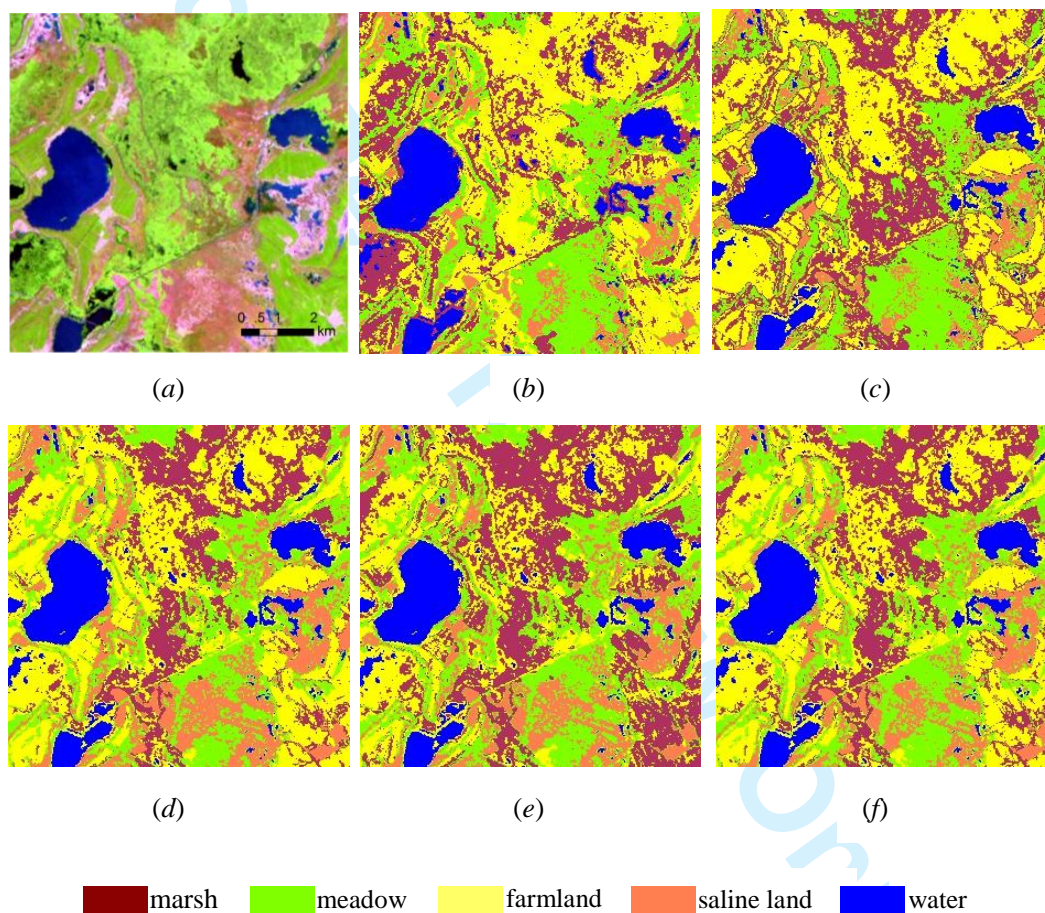 0 .5 1 2
km
(a) (b) (c)
(d) (e) (f)
marsh meadow farmland saline land water